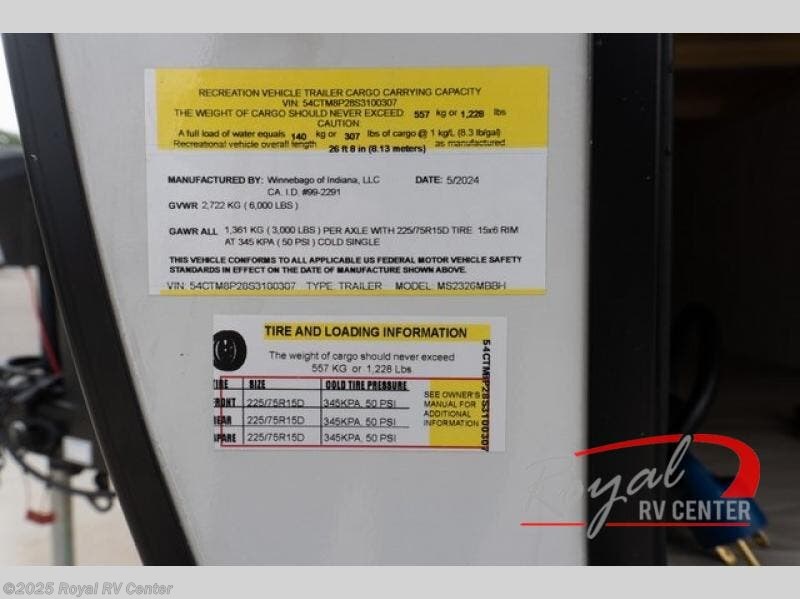 RECREATION VEHICLE TRAILER CARGO CARRYING CAPACITY
VIN: 54CTM8P28S3100307
THE WEIGHT OF CARGO SHOULD NEVER EXCEED 557 kg or 1,228 lbs
CAUTION:
A full load of water equals 140 kg or 307 lbs of cargo @ 1 kg/L (8.3 lb/gal)
Recreational vehicle overall length 26 ft 8 in (8.13 meters) as manufactured
MANUFACTURED BY: Winnebago of Indiana, LLC DATE: 5/2024
CA. I.D. #99-2291
GVWR 2,722 KG ( 6,000 LBS )
GAWR ALL 1,361 KG ( 3,000 LBS ) PER AXLE WITH 225/75R15D TIRE 15x6 RIM
AT 345 KPA ( 50 PSI ) COLD SINGLE
THIS VEHICLE CONFORMS TO ALL APPLICABLE US FEDERAL MOTOR VEHICLE SAFETY
STANDARDS IN EFFECT ON THE DATE OF MANUFACTURE SHOWN ABOVE.
VIN: 54CTM8P28S3100307 TYPE: TRAILER MODEL: MS2326MBBH
TIRE AND LOADING INFORMATION
The weight of cargo should never exceed
557 KG or 1,228 Lbs
TIRE SIZE COLD TIRE PRESSURE
FRONT 225/75R15D 345KPA, 50 PSI
REAR 225/75R15D 345KPA, 50 PSI
SPARE 225/75R15D 345KPA, 50 PSI
SEE OWNER'S
MANUAL FOR
ADDITIONAL
INFORMATION
54CTM8P28S3100307
Royal
RV CENTER
©2025 Royal RV Center